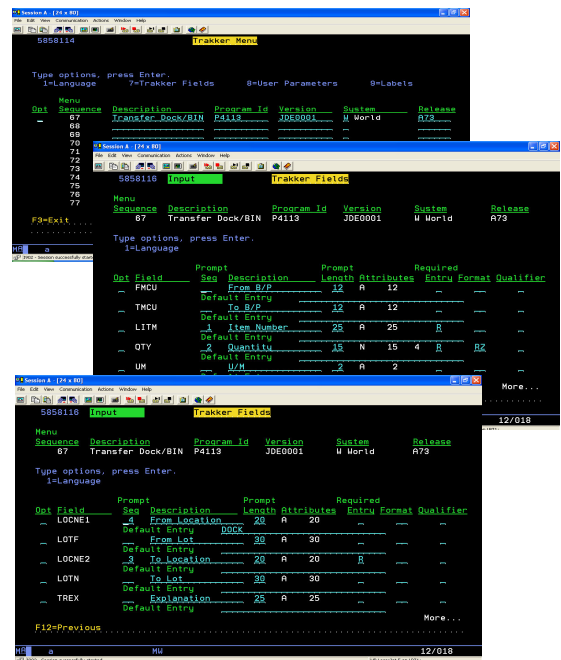 Session A - [24 x 80]
File Edit View Communication Actions Window Help
5858114 Trakker Menu
Type options, press Enter.
1=Language 7=Trakker Fields 8=User Parameters 9=Labels
Menu
Opt Sequence Description Program Id Version System Release
67 Transfer Dock/BIN P4113 JDE0001 W World A73
68
69
70
71
72
73
74
75
76
77
F3=Exit
MA a
I902 - Session successfully started
Session A - [24 x 80]
File Edit View Communication Actions Window Help
5858116 Input Trakker Fields
Menu
Sequence Description Program Id Version System Release
67 Transfer Dock/BIN P4113 JDE0001 W World A73
Type options, press Enter.
1=Language
Prompt Prompt Required
Opt Field Seq Description Length Attributes Entry Format Qualifier
FMCU From B/P 12 A 12
Default Entry
TMCU To B/P 12 A 12
Default Entry
LITM 1 Item Number 25 A 25 R
Default Entry
QTY 2 Quantity 15 N 15 4 R RZ
Default Entry
UM U/M 2 A 2
More...
12/018
Session A - [24 x 80]
File Edit View Communication Actions Window Help
5858116 Input Trakker Fields
Menu
Sequence Description Program Id Version System Release
67 Transfer Dock/BIN P4113 JDE0001 W World A73
Type options, press Enter.
1=Language
Prompt Prompt Required
Opt Field Seq Description Length Attributes Entry Format Qualifier
LOCNE1 4 From Location 20 A 20
Default Entry DOCK
LOTF From Lot 30 A 30
Default Entry
LOCNE2 3 To Location 20 A 20 R
Default Entry
LOTN To Lot 30 A 30
Default Entry
TREX Explanation 25 A 25
Default Entry
More...
F12=Previous
MA a MW 12/018